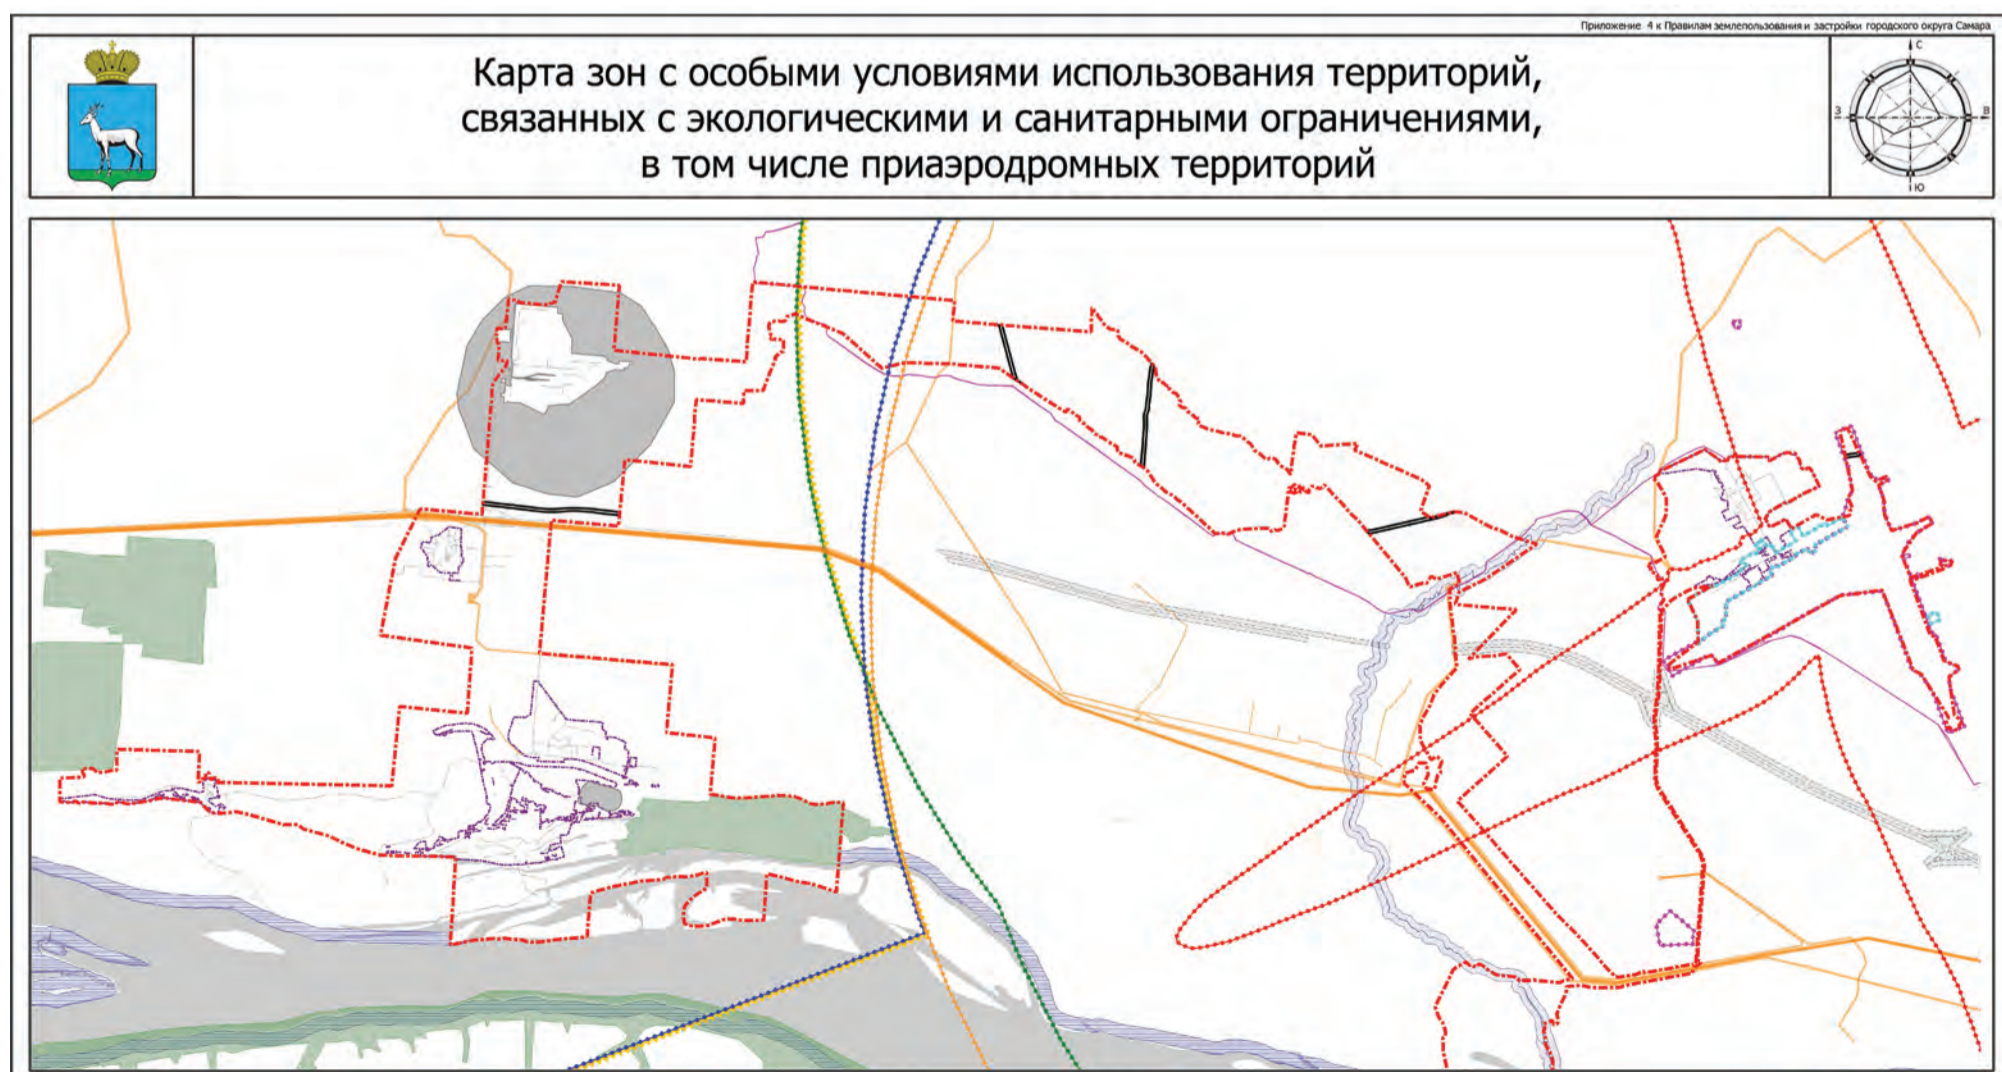 Приложение 4 к Правилам землепользования и застройки городского округа Самара
Карта зон с особыми условиями использования территорий,
связанных с экологическими и санитарными ограничениями,
в том числе приаэродромных территорий
С
З
В
Ю